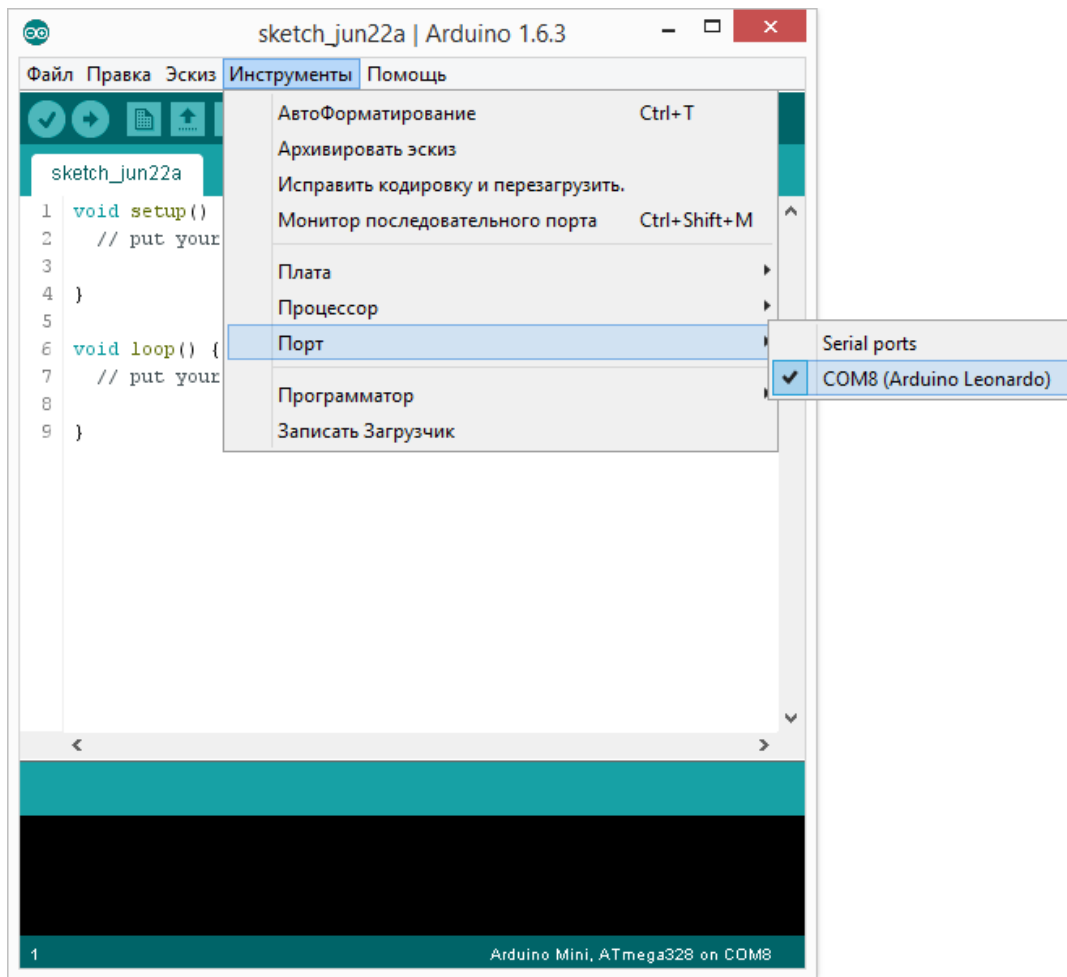 sketch_jun22a | Arduino 1.6.3
Файл Правка Эскиз Инструменты Помощь
АвтоФорматирование Ctrl+T
Архивировать эскиз
Исправить кодировку и перезагрузить.
Монитор последовательного порта Ctrl+Shift+M
Плата
Процессор
Порт
Программатор
Записать Загрузчик
Serial ports
COM8 (Arduino Leonardo)
sketch_jun22a
1 void setup()
2 // put your
3
4 }
5
6 void loop() {
7 // put your
8
9 }
1 Arduino Mini, ATmega328 on COM8